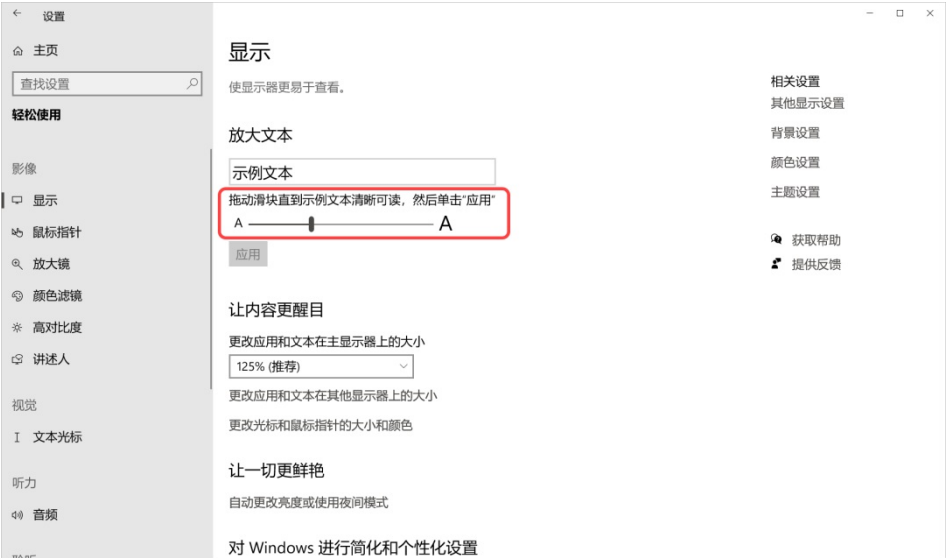 设置
主页
查找设置
轻松使用
影像
显示
鼠标指针
放大镜
颜色滤镜
高对比度
讲述人
视觉
文本光标
听力
音频
显示
使显示器更易于查看。
放大文本
示例文本
拖动滑块直到示例文本清晰可读，然后单击"应用"
A A
应用
让内容更醒目
更改应用和文本在主显示器上的大小
125% (推荐)
更改应用和文本在其他显示器上的大小
更改光标和鼠标指针的大小和颜色
让一切更鲜艳
自动更改亮度或使用夜间模式
对 Windows 进行简化和个性化设置
相关设置
其他显示设置
背景设置
颜色设置
主题设置
获取帮助
提供反馈